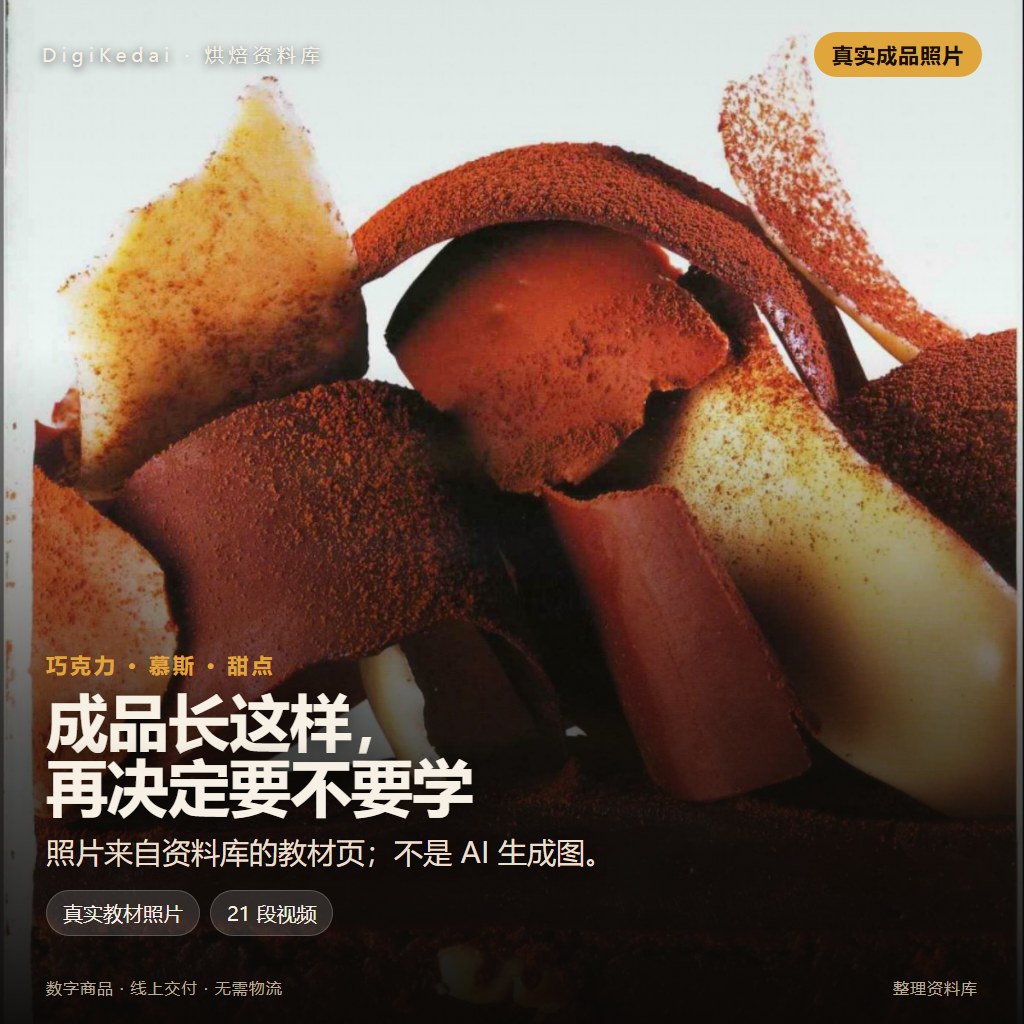 DigiKedai · 烘焙资料库
真实成品照片
巧克力 • 慕斯 • 甜点
成品长这样，
再决定要不要学
照片来自资料库的教材页；不是 AI 生成图。
真实教材照片
21 段视频
数字商品 · 线上交付 · 无需物流
整理资料库